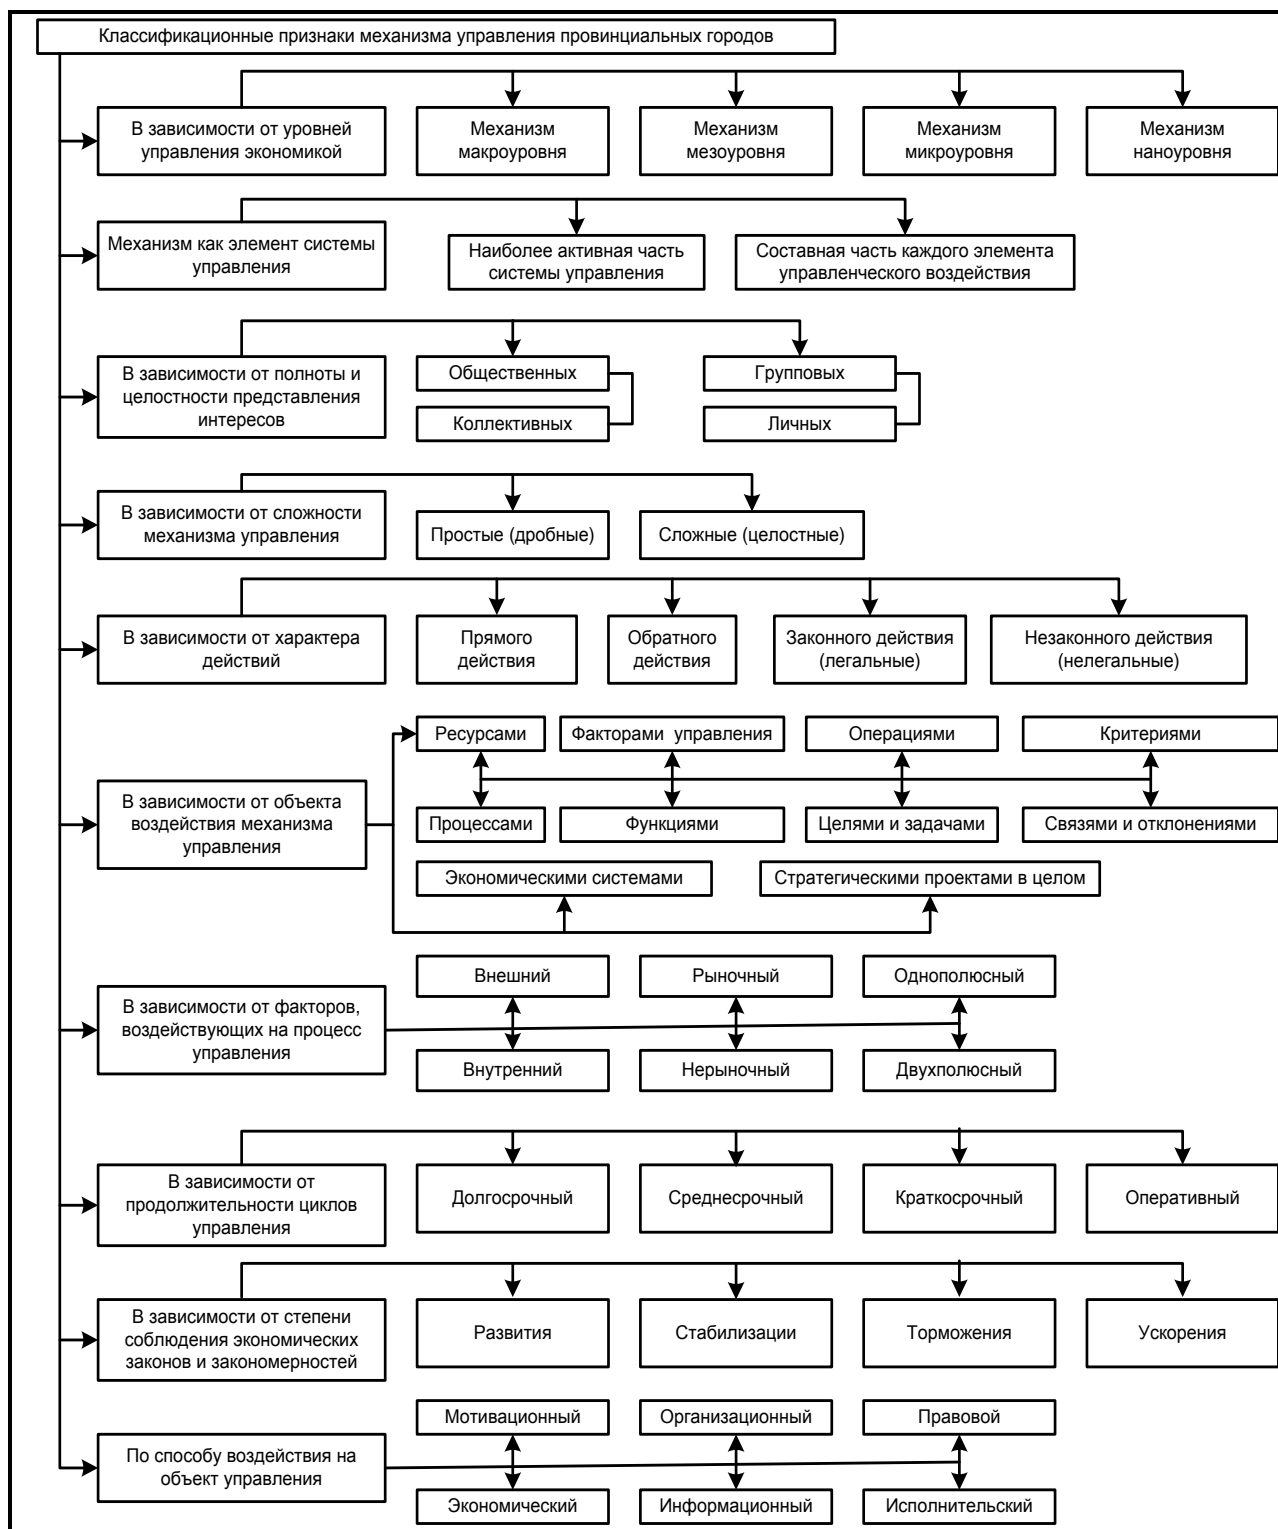 Классификационные признаки механизма управления провинциальных городов
В зависимости от уровней
управления экономикой
Механизм
макроуровня
Механизм
мезоуровня
Механизм
микроуровня
Механизм
наноуровня
Механизм как элемент системы
управления
Наиболее активная часть
системы управления
Составная часть каждого элемента
управленческого воздействия
В зависимости от полноты и
целостности представления
интересов
Общественных
Групповых
Коллективных
Личных
В зависимости от сложности
механизма управления
Простые (дробные)
Сложные (целостные)
В зависимости от характера
действий
Прямого
действия
Обратного
действия
Законного действия
(легальные)
Незаконного действия
(нелегальные)
В зависимости от объекта
воздействия механизма
управления
Ресурсами
Факторами управления
Операциями
Критериями
Процессами
Функциями
Целями и задачами
Связями и отклонениями
Экономическими системами
Стратегическими проектами в целом
В зависимости от факторов,
воздействующих на процесс
управления
Внешний
Рыночный
Однополюсный
Внутренний
Нерыночный
Двухполюсный
В зависимости от
продолжительности циклов
управления
Долгосрочный
Среднесрочный
Краткосрочный
Оперативный
В зависимости от степени
соблюдения экономических
законов и закономерностей
Развития
Стабилизации
Торможения
Ускорения
По способу воздействия на
объект управления
Мотивационный
Организационный
Правовой
Экономический
Информационный
Исполнительский